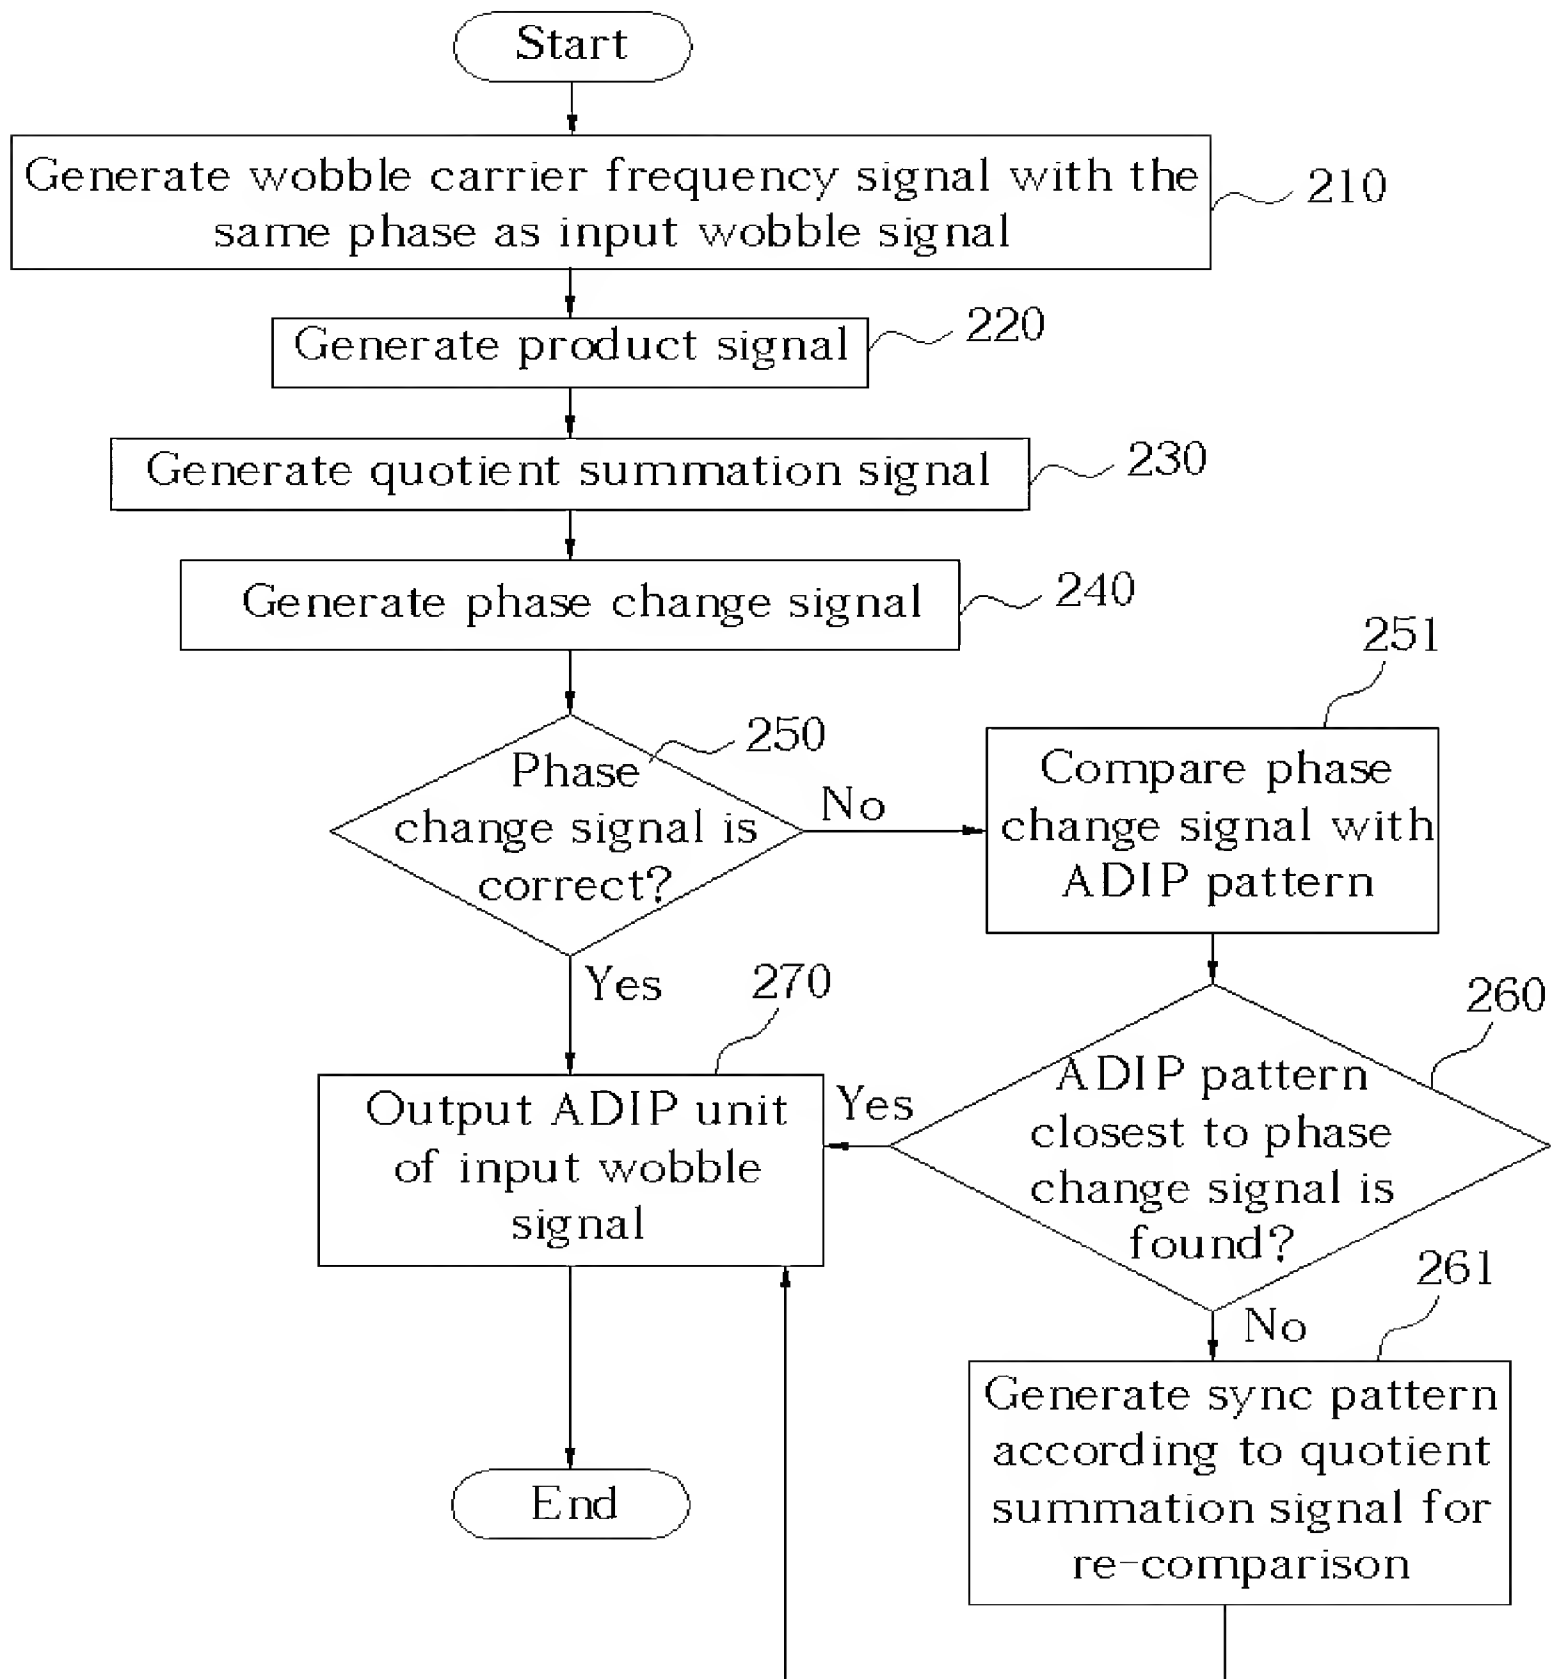 Start
Generate wobble carrier frequency signal with the
same phase as input wobble signal
210
Generate product signal
220
Generate quotient summation signal
230
Generate phase change signal
240
250
Phase
change signal is
correct?
No
Yes
251
Compare phase
change signal with
ADIP pattern
260
ADIP pattern
closest to phase
change signal is
found?
Yes
No
270
Output ADIP unit
of input wobble
signal
261
Generate sync pattern
according to quotient
summation signal for
re-comparison
End